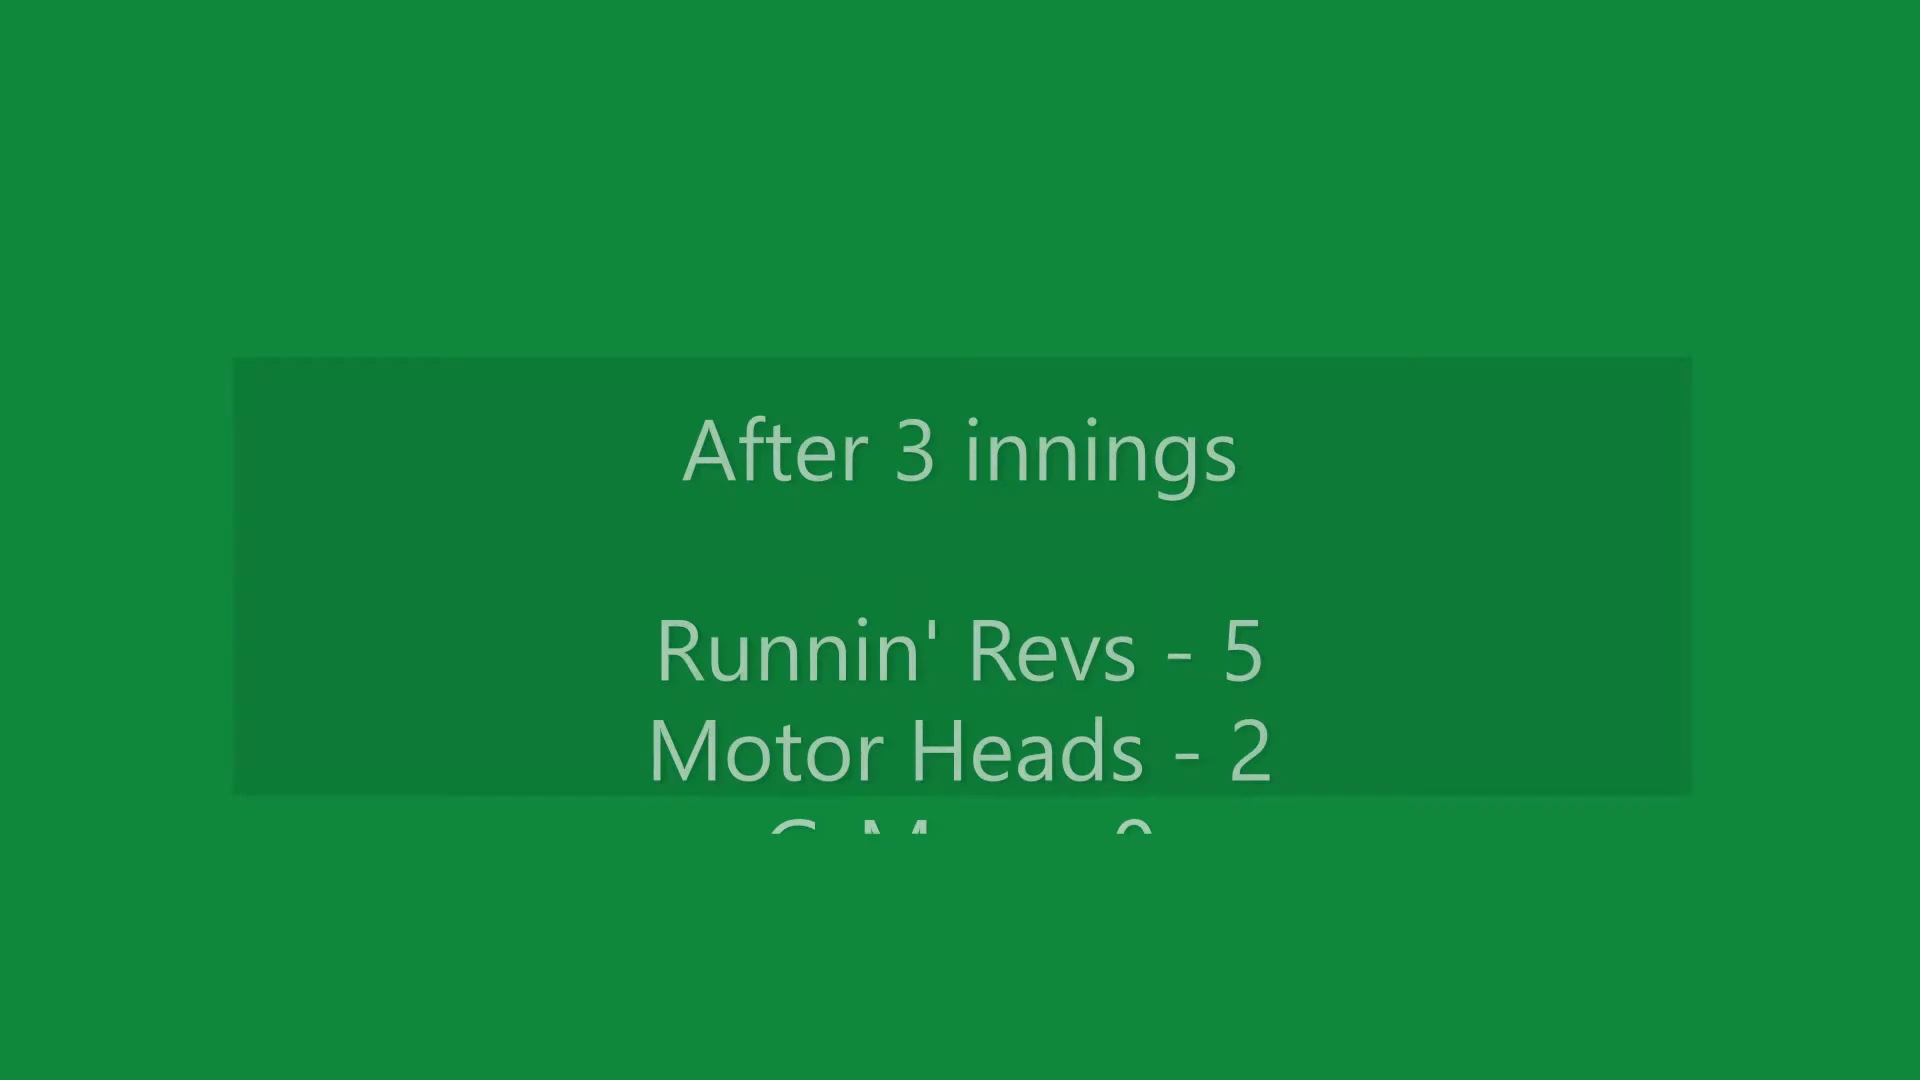 After 3 innings
Runnin' Revs - 5
Motor Heads - 2